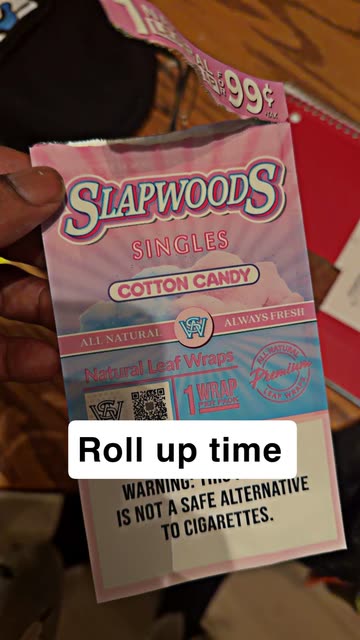 99¢
SLAPWOODS
SINGLES
COTTON CANDY
ALL NATURAL
ALWAYS FRESH
Natural Leaf Wraps
1 WRAP
ALL NATURAL
Premium
LEAF WRAPS
Roll up time
WARNING: THIS
IS NOT A SAFE ALTERNATIVE
TO CIGARETTES.